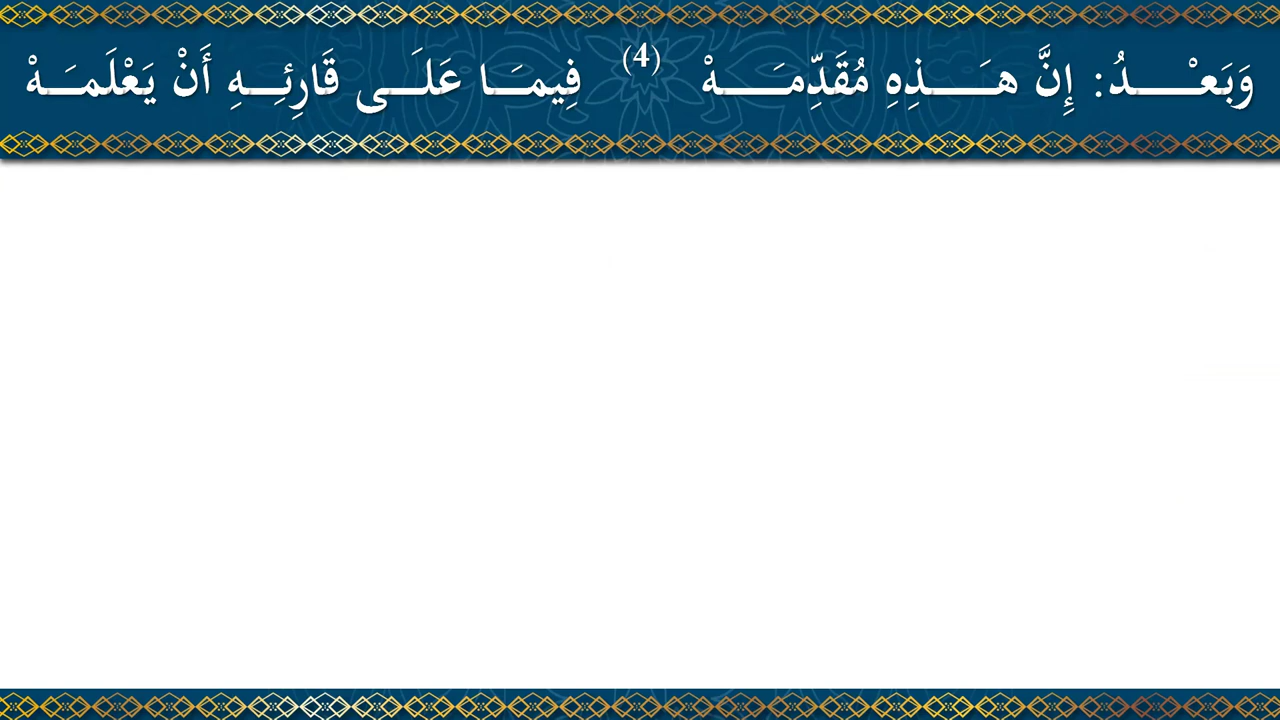 وَبَعْـــدُ: إِنَّ هَـــذِهِ مُقَدِّمَـــهْ (4) فِيمَـا عَلَـى قَارِئِـهِ أَنْ يَعْلَمَـهْ